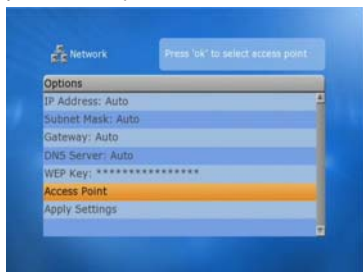 Network
Press 'ok' to select access point
Options
IP Address: Auto
Subnet Mask: Auto
Gateway: Auto
DNS Server: Auto
WEP Key: ****************
Access Point
Apply Settings